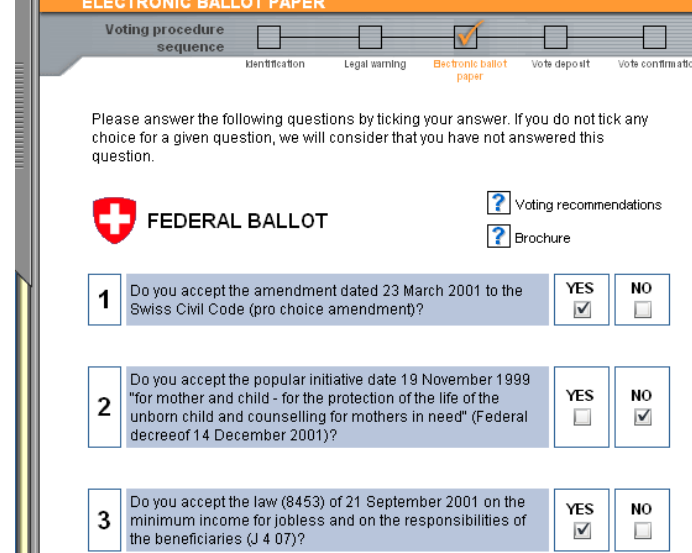 ELECTRONIC BALLOT PAPER
Voting procedure
sequence
Identification
Legal warning
Electronic ballot
paper
Vote deposit
Vote confirmatio
Please answer the following questions by ticking your answer. If you do not tick any
choice for a given question, we will consider that you have not answered this
question.
FEDERAL BALLOT
? Voting recommendations
? Brochure
1
Do you accept the amendment dated 23 March 2001 to the
Swiss Civil Code (pro choice amendment)?
YES NO
2
Do you accept the popular initiative date 19 November 1999
"for mother and child - for the protection of the life of the
unborn child and counselling for mothers in need" (Federal
decreeof 14 December 2001)?
YES NO
3
Do you accept the law (8453) of 21 September 2001 on the
minimum income for jobless and on the responsibilities of
the beneficiaries (J 4 07)?
YES NO